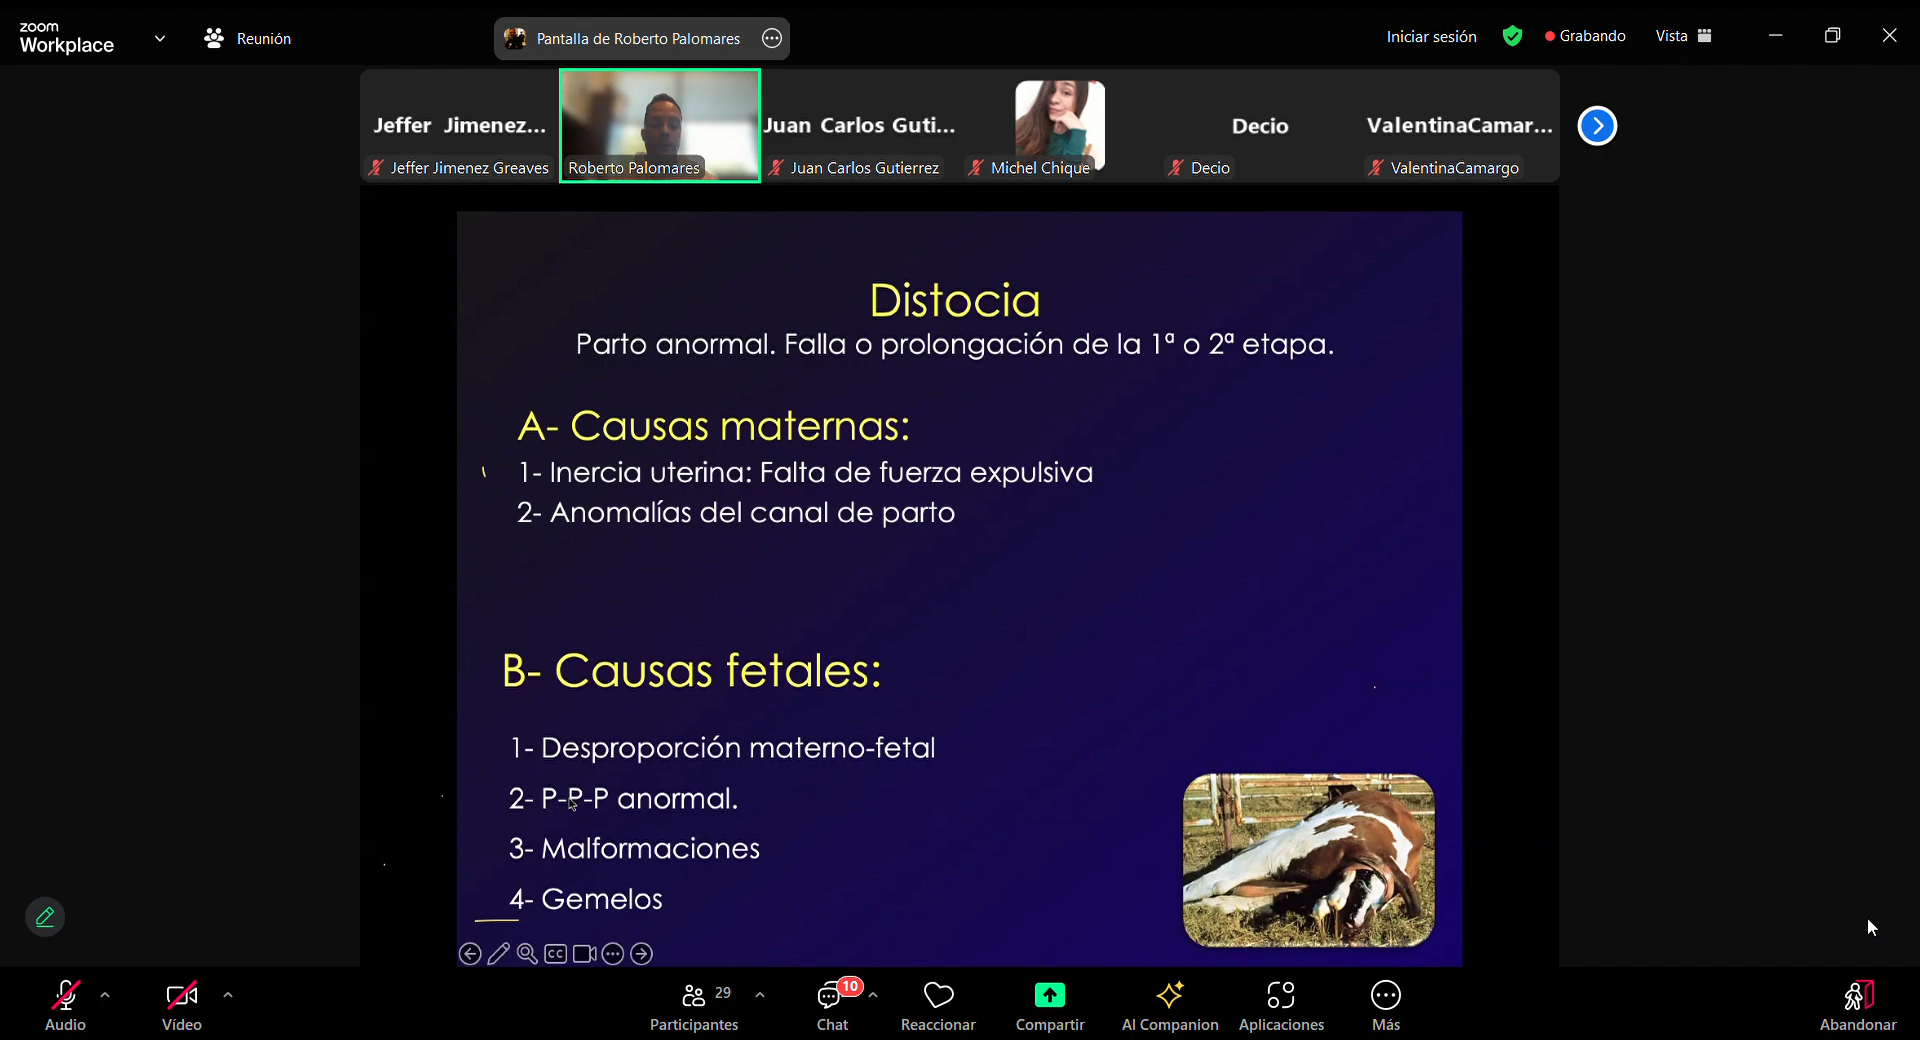 zoom
Workplace
Reunión
Pantalla de Roberto Palomares
Iniciar sesión
Grabando
Vista
Jeffer Jimenez...
Juan Carlos Guti...
Decio
ValentinaCamar...
Jeffer Jimenez Greaves
Roberto Palomares
Juan Carlos Gutierrez
Michel Chique
Decio
ValentinaCamargo
Distocia
Parto anormal. Falla o prolongación de la 1ª o 2ª etapa.
A- Causas maternas:
1- Inercia uterina: Falta de fuerza expulsiva
2- Anomalías del canal de parto
B- Causas fetales:
1- Desproporción materno-fetal
2- P-P-P anormal.
3- Malformaciones
4- Gemelos
CC
29
10
Audio
Vídeo
Participantes
Chat
Reaccionar
Compartir
AI Companion
Aplicaciones
Más
Abandonar